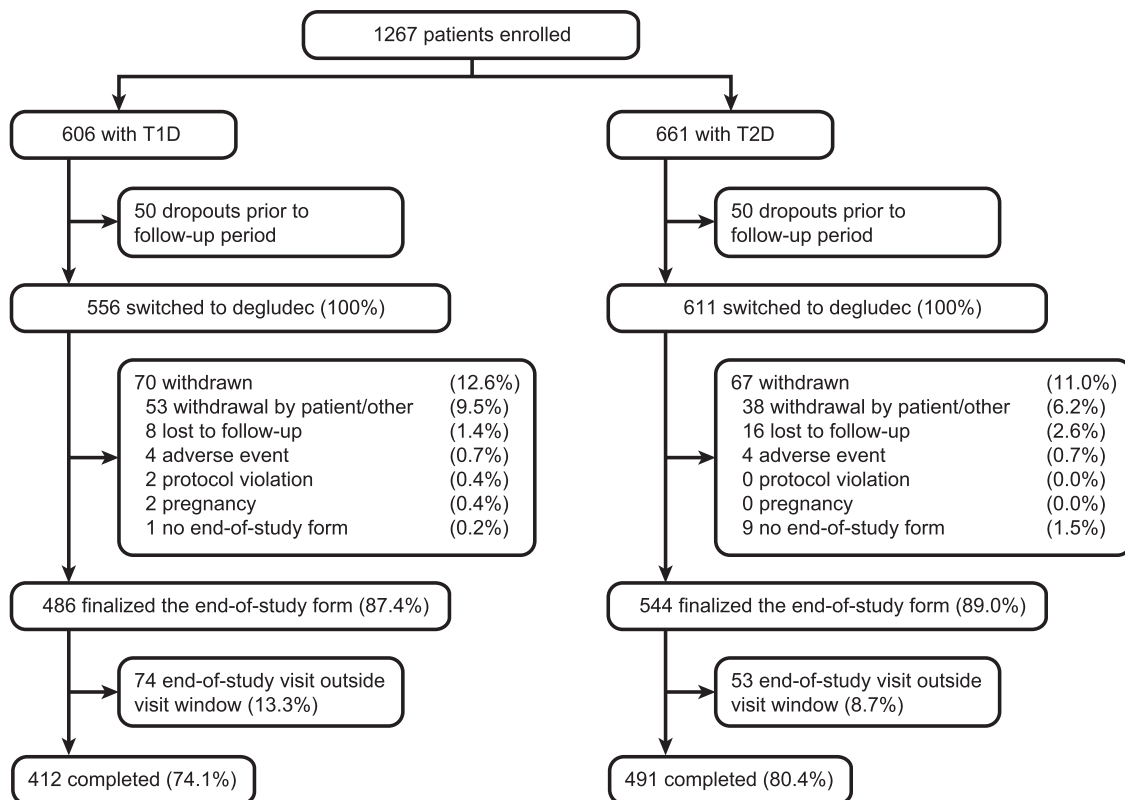 1267 patients enrolled
606 with T1D
50 dropouts prior to
follow-up period
556 switched to degludec (100%)
70 withdrawn (12.6%)
53 withdrawal by patient/other (9.5%)
8 lost to follow-up (1.4%)
4 adverse event (0.7%)
2 protocol violation (0.4%)
2 pregnancy (0.4%)
1 no end-of-study form (0.2%)
486 finalized the end-of-study form (87.4%)
74 end-of-study visit outside
visit window (13.3%)
412 completed (74.1%)
661 with T2D
50 dropouts prior to
follow-up period
611 switched to degludec (100%)
67 withdrawn (11.0%)
38 withdrawal by patient/other (6.2%)
16 lost to follow-up (2.6%)
4 adverse event (0.7%)
0 protocol violation (0.0%)
0 pregnancy (0.0%)
9 no end-of-study form (1.5%)
544 finalized the end-of-study form (89.0%)
53 end-of-study visit outside
visit window (8.7%)
491 completed (80.4%)